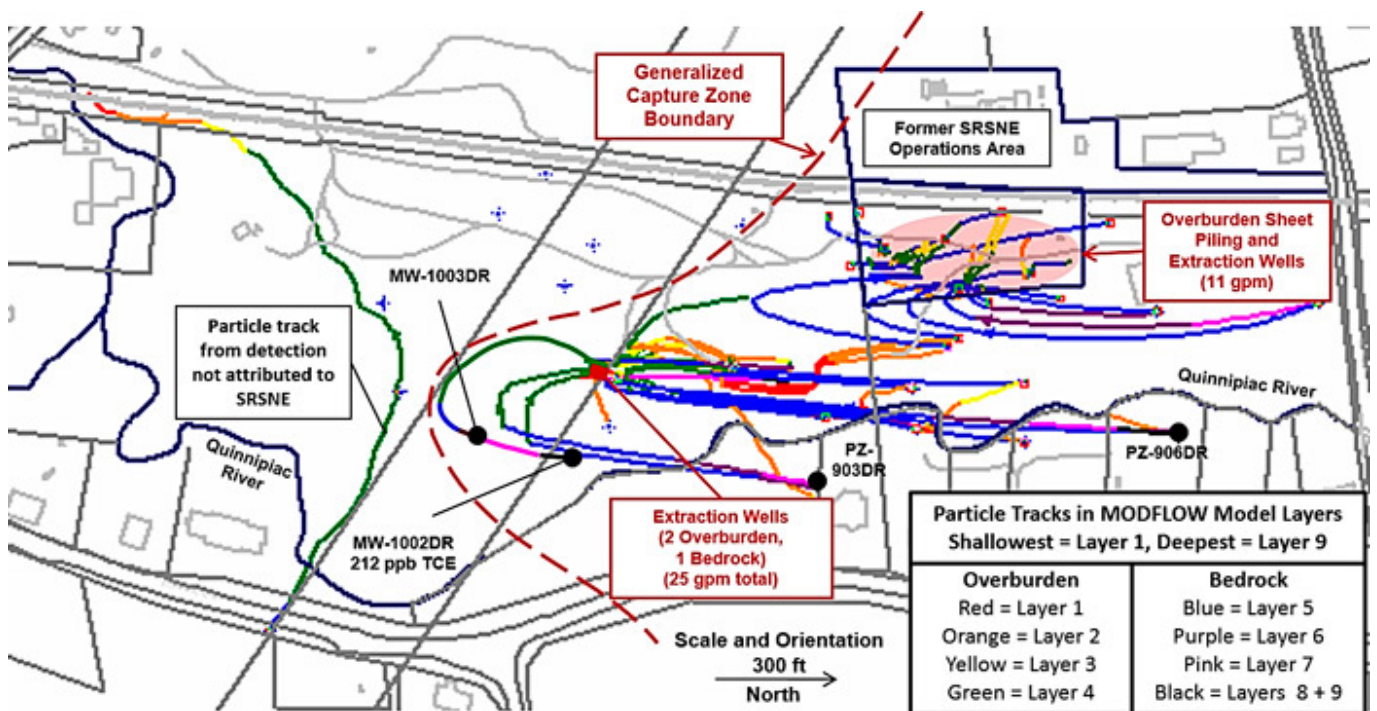 Generalized
Capture Zone
Boundary
Former SRSNE
Operations Area
Overburden Sheet
Piling and
Extraction Wells
(11 gpm)
MW-1003DR
Particle track
from detection
not attributed to
SRSNE
Quinnipiac River
Quinnipiac
River
PZ-
903DR
PZ-906DR
MW-1002DR
212 ppb TCE
Extraction Wells
(2 Overburden,
1 Bedrock)
(25 gpm total)
Scale and Orientation
300 ft
North
Particle Tracks in MODFLOW Model Layers
Shallowest = Layer 1, Deepest = Layer 9
Overburden
Red = Layer 1
Orange = Layer 2
Yellow = Layer 3
Green = Layer 4
Bedrock
Blue = Layer 5
Purple = Layer 6
Pink = Layer 7
Black = Layers 8 + 9